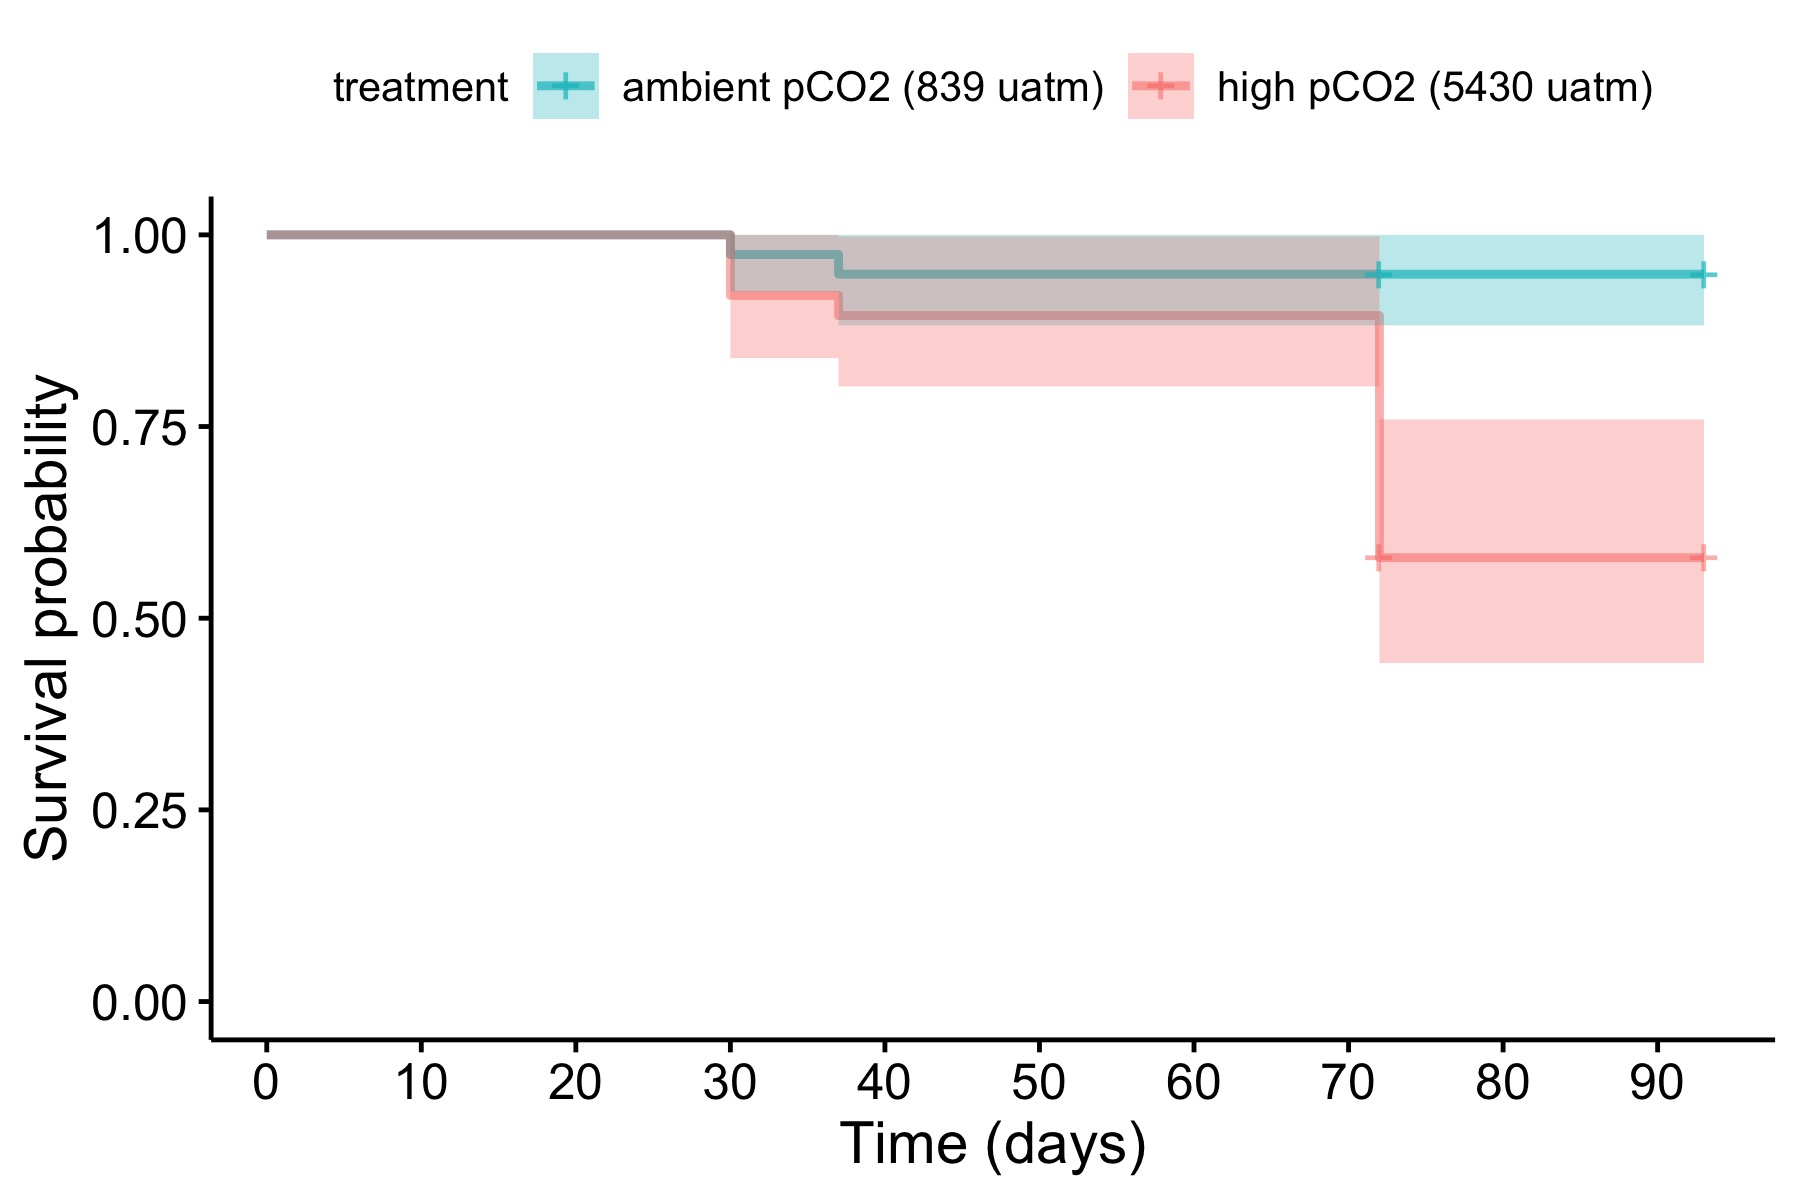 treatment ambient pCO2 (839 uatm) high pCO2 (5430 uatm)
Survival probability
1.00
0.75
0.50
0.25
0.00
0 10 20 30 40 50 60 70 80 90
Time (days)